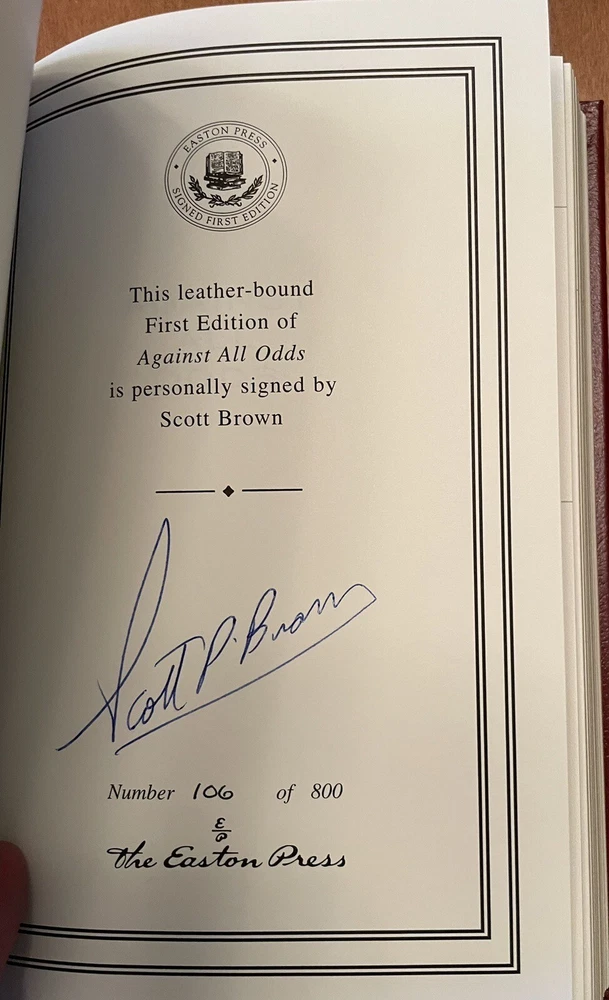 EASTON PRESS
SIGNED FIRST EDITION
This leather-bound
First Edition of
Against All Odds
is personally signed by
Scott Brown
Scott P. Brown
Number 106 of 800
E
P
The Easton Press